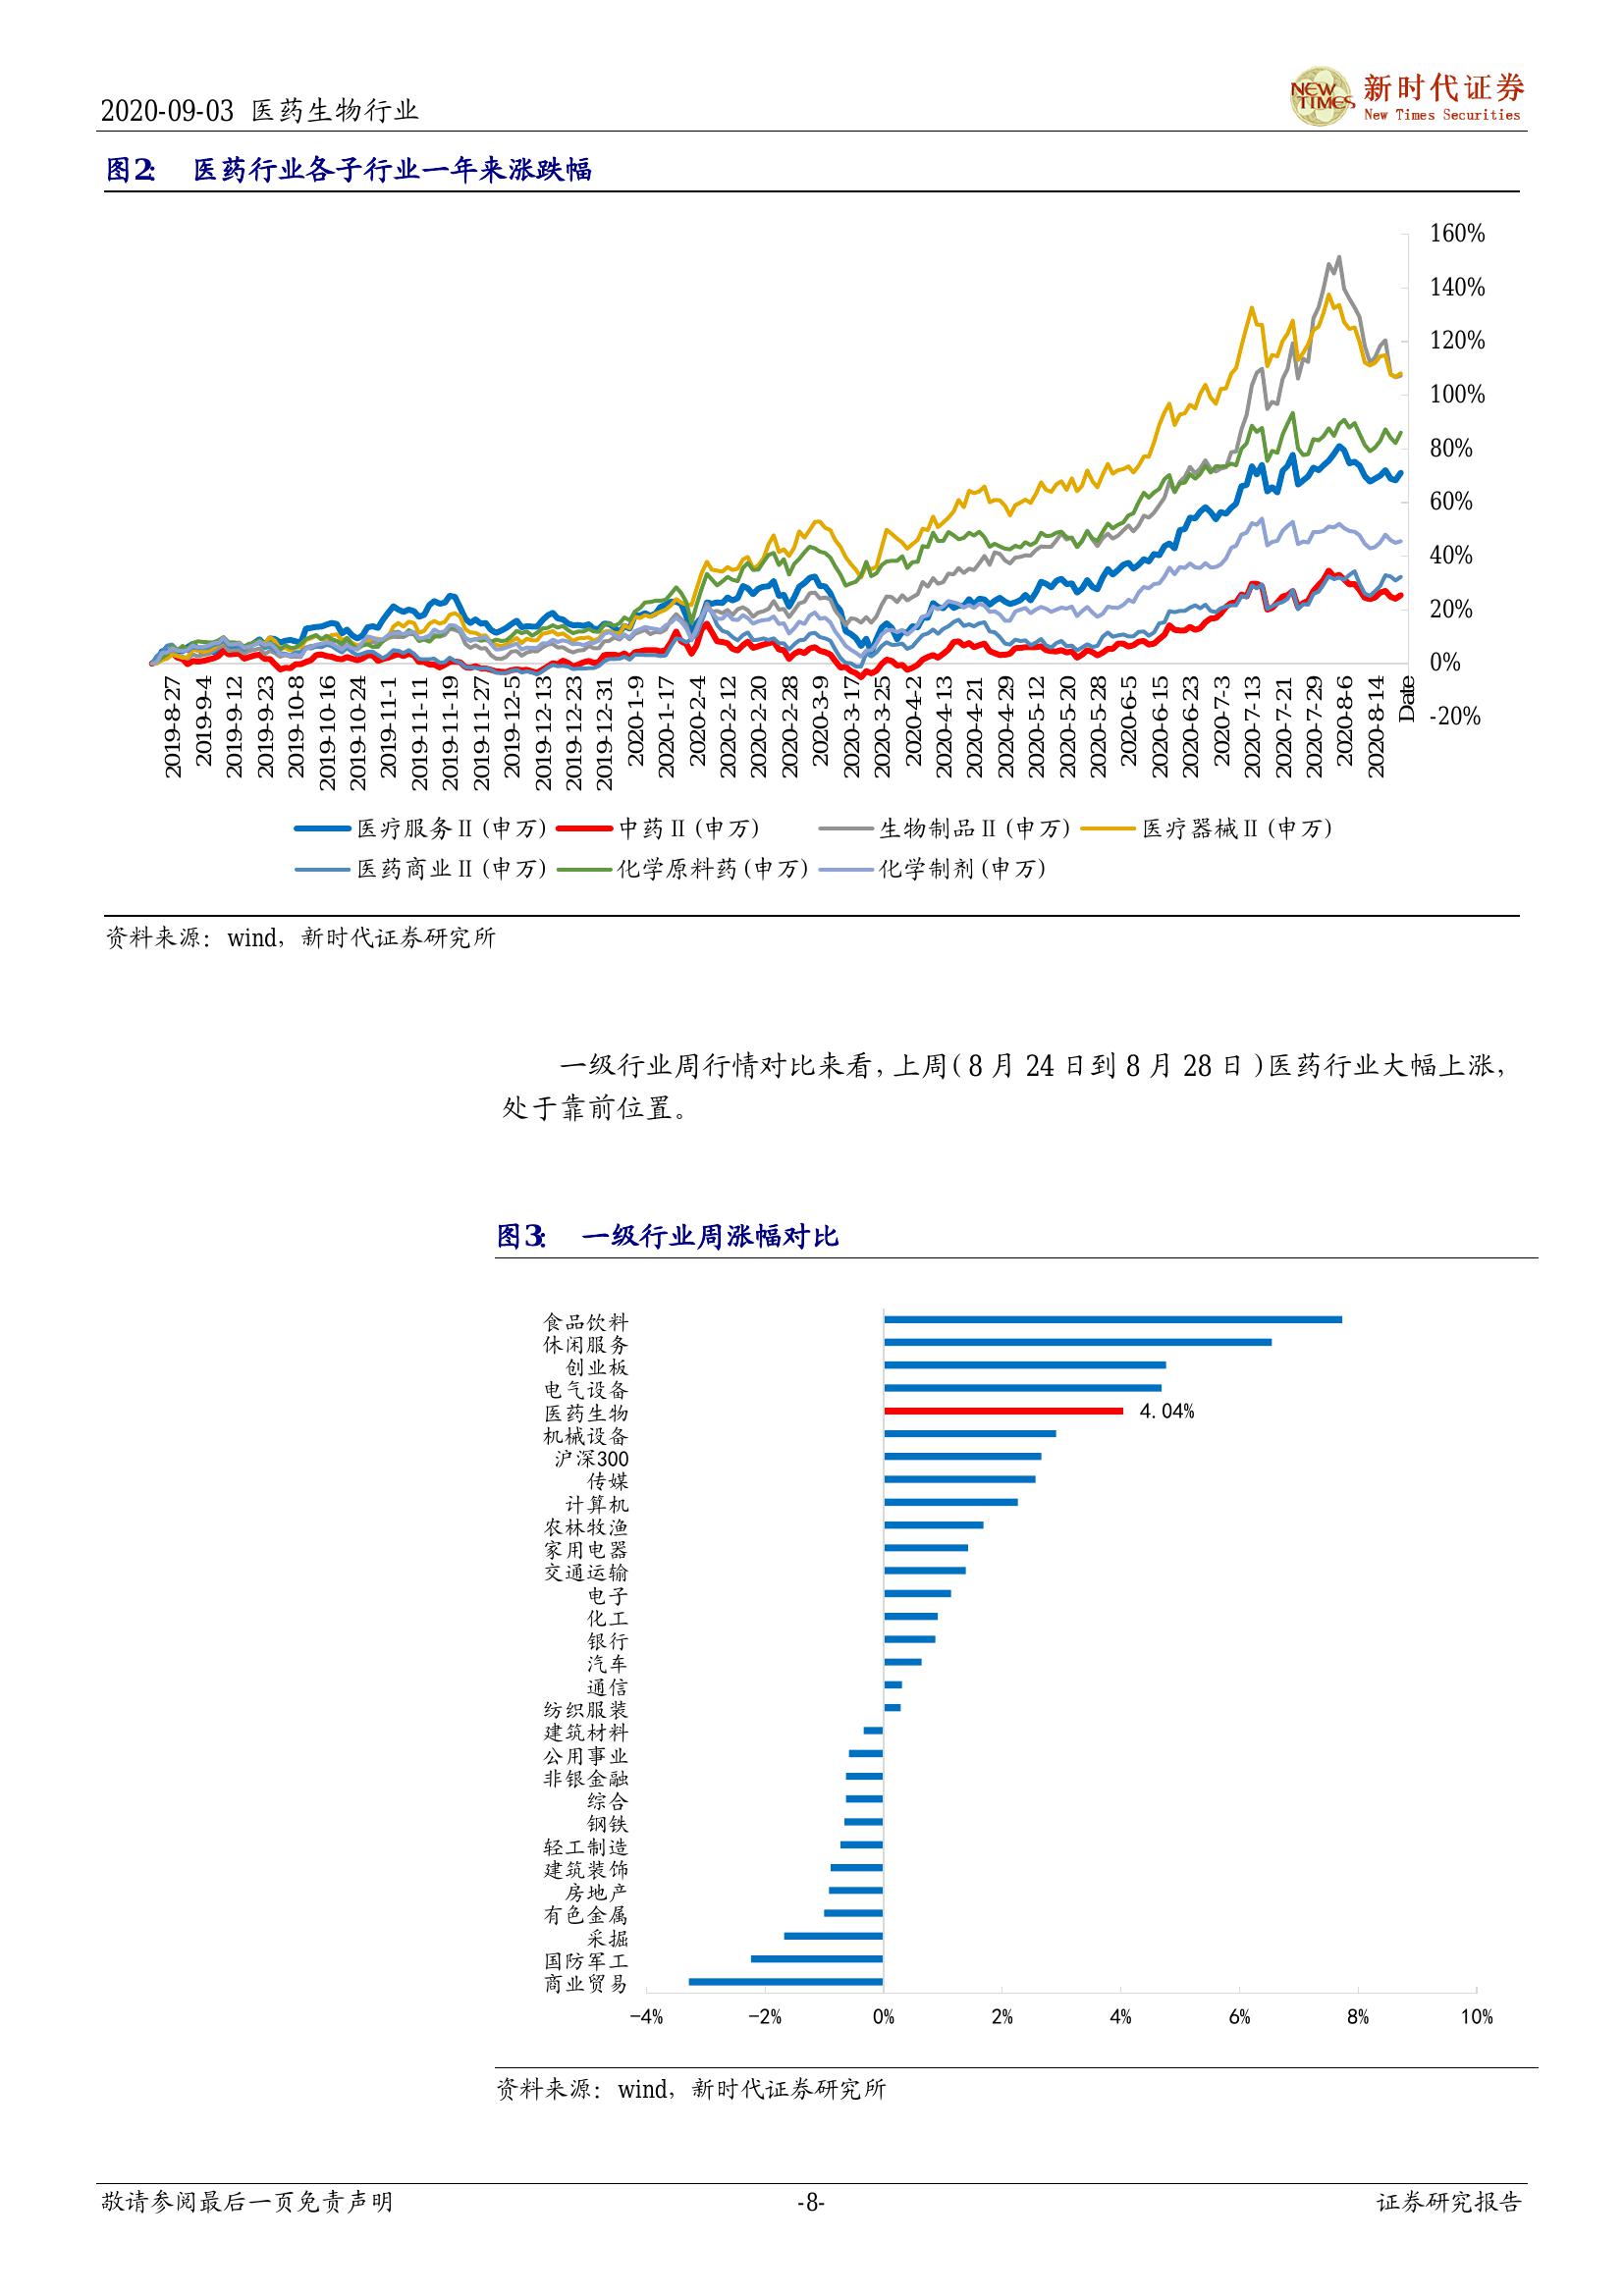 2020-09-03 医药生物行业
NEW TIMES
新时代证券
New Times Securities
图2: 医药行业各子行业一年来涨跌幅
160%
140%
120%
100%
80%
60%
40%
20%
0%
-20%
2019-8-27
2019-9-4
2019-9-12
2019-9-23
2019-10-8
2019-10-16
2019-10-24
2019-11-1
2019-11-11
2019-11-19
2019-11-27
2019-12-5
2019-12-13
2019-12-23
2019-12-31
2020-1-9
2020-1-17
2020-2-4
2020-2-12
2020-2-20
2020-2-28
2020-3-9
2020-3-17
2020-3-25
2020-4-2
2020-4-13
2020-4-21
2020-4-29
2020-5-12
2020-5-20
2020-5-28
2020-6-5
2020-6-15
2020-6-23
2020-7-3
2020-7-13
2020-7-21
2020-7-29
2020-8-6
2020-8-14
Date
医疗服务Ⅱ(申万) 中药Ⅱ(申万) 生物制品Ⅱ(申万) 医疗器械Ⅱ(申万)
医药商业Ⅱ(申万) 化学原料药(申万) 化学制剂(申万)
资料来源：wind，新时代证券研究所
一级行业周行情对比来看，上周（8 月 24 日到 8 月 28 日）医药行业大幅上涨，
处于靠前位置。
图3: 一级行业周涨幅对比
食品饮料
休闲服务
创业板
电气设备
医药生物 4.04%
机械设备
沪深300
传媒
计算机
农林牧渔
家用电器
交通运输
电子
化工
银行
汽车
通信
纺织服装
建筑材料
公用事业
非银金融
综合
钢铁
轻工制造
建筑装饰
房地产
有色金属
采掘
国防军工
商业贸易
-4% -2% 0% 2% 4% 6% 8% 10%
资料来源：wind，新时代证券研究所
敬请参阅最后一页免责声明 -8- 证券研究报告